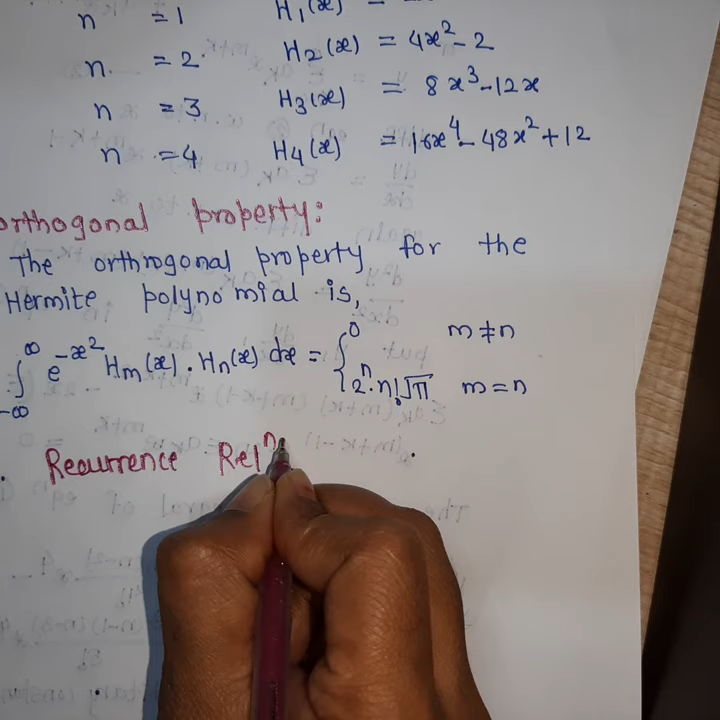 n = 1 H₁(x) =
n = 2 H₂(x) = 4x² - 2
n = 3 H₃(x) = 8x³ - 12x
n = 4 H₄(x) = 16x⁴ - 48x² + 12
orthogonal property:
The orthrogonal property for the
Hermite polynomial is,
∫_{-∞}^{∞} e^{-x²} Hm(x) . Hn(x) dx = { 0 m ≠ n
2ⁿ . n! √π m = n
Recurrence Relⁿ